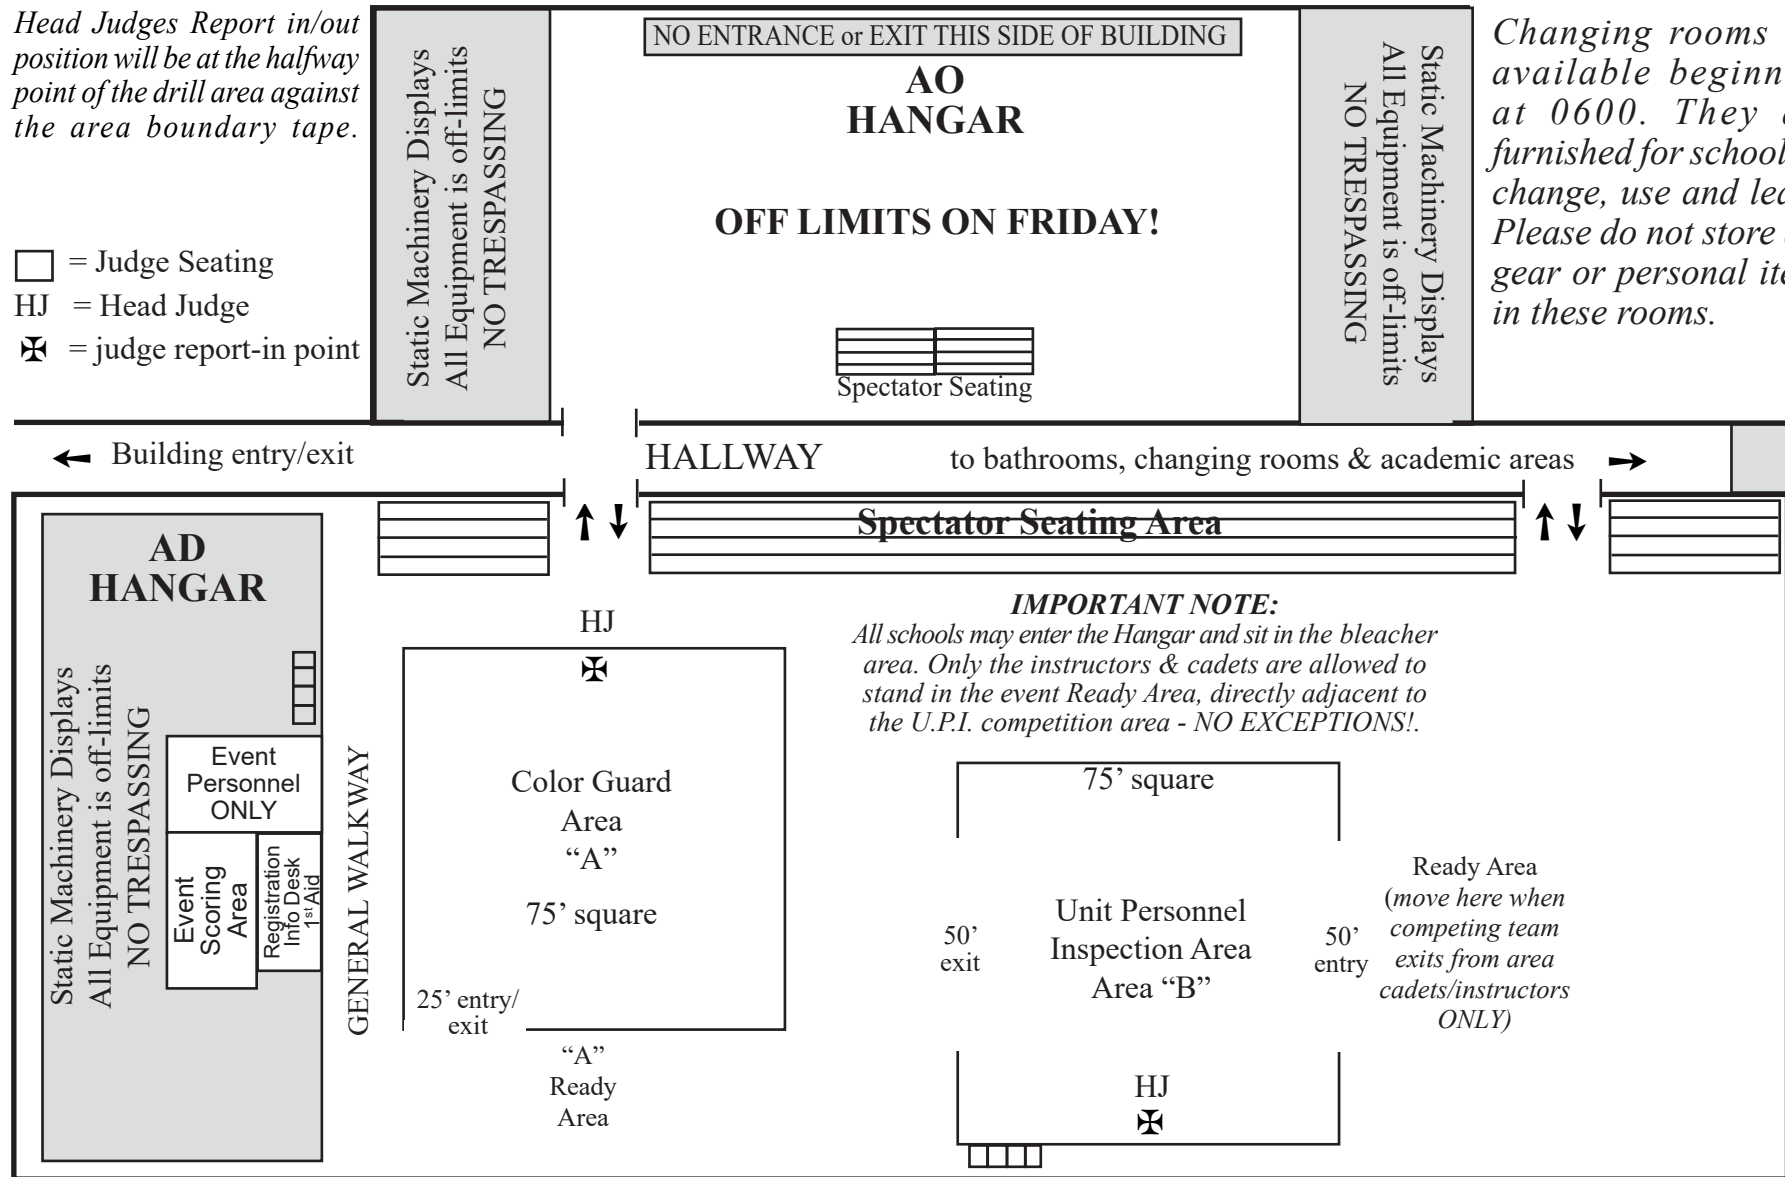 Head Judges Report in/out
position will be at the halfway
point of the drill area against
the area boundary tape.
= Judge Seating
HJ = Head Judge
✠ = judge report-in point
Static Machinery Displays
All Equipment is off-limits
NO TRESPASSING
NO ENTRANCE or EXIT THIS SIDE OF BUILDING
AO
HANGAR
OFF LIMITS ON FRIDAY!
Spectator Seating
Static Machinery Displays
All Equipment is off-limits
NO TRESPASSING
Changing rooms
available
at 0600. They
furnished for
change, use and
Please do not store
gear or personal
in these rooms.
Building entry/exit
HALLWAY
to bathrooms, changing rooms & academic areas
Spectator Seating Area
AD
HANGAR
Static Machinery Displays
All Equipment is off-limits
NO TRESPASSING
Event
Personnel
ONLY
Event
Scoring
Area
Registration
Info Desk
1st Aid
GENERAL WALKWAY
HJ
✠
Color Guard
Area
“A”
75’ square
25’ entry/
exit
“A”
Ready
Area
IMPORTANT NOTE:
All schools may enter the Hangar and sit in the bleacher
area. Only the instructors & cadets are allowed to
stand in the event Ready Area, directly adjacent to
the U.P.I. competition area - NO EXCEPTIONS!.
75’ square
50’
exit
Unit Personnel
Inspection Area
Area “B”
50’
entry
Ready Area
(move here when
competing team
exits from area
cadets/instructors
ONLY)
HJ
✠